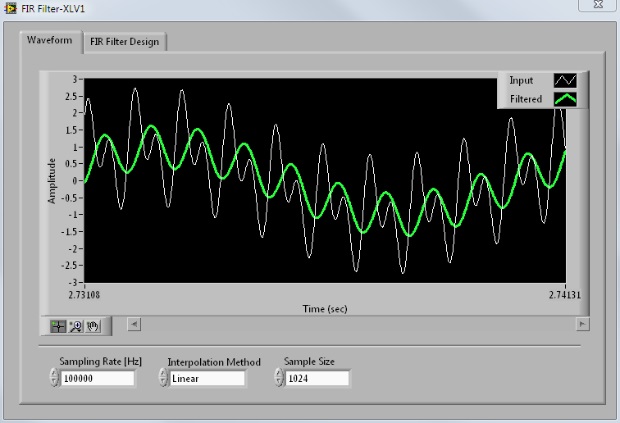 FIR Filter-XLV1
Waveform
FIR Filter Design
Input
Filtered
Amplitude
3
2.5
2
1.5
1
0.5
0
-0.5
-1
-1.5
-2
-2.5
-3
2.73108
2.74131
Time (sec)
Sampling Rate [Hz]
Interpolation Method
Sample Size
100000
Linear
1024